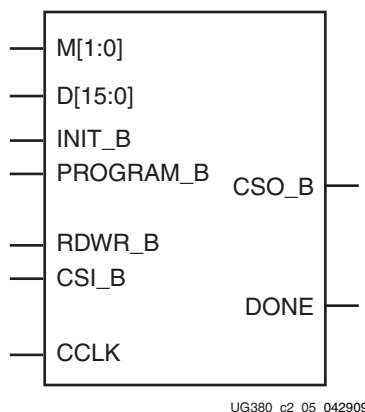 M[1:0]
D[15:0]
INIT_B
PROGRAM_B
CSO_B
RDWR_B
CSI_B
DONE
CCLK
UG380_c2_05_042909